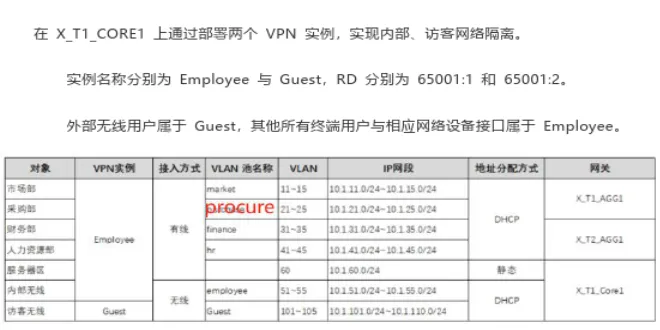 在 X_T1_CORE1 上通过部署两个 VPN 实例，实现内部、访客网络隔离。
实例名称分别为 Employee 与 Guest，RD 分别为 65001:1 和 65001:2。
外部无线用户属于 Guest，其他所有终端用户与相应网络设备接口属于 Employee。
对象 VPN实例 接入方式 VLAN 池名称 VLAN IP网段 地址分配方式 网关
市场部 Employee 有线 market 11~15 10.1.11.0/24~10.1.15.0/24 DHCP X_T1_AGG1
采购部 procure 21~25 10.1.21.0/24~10.1.25.0/24
财务部 finance 31~35 10.1.31.0/24~10.1.35.0/24 X_T2_AGG1
人力资源部 hr 41~45 10.1.41.0/24~10.1.45.0/24
服务器区 60 10.1.60.0/24 静态 X_T1_Core1
内部无线 无线 employee 51~55 10.1.51.0/24~10.1.55.0/24 DHCP
访客无线 Guest Guest 101~105 10.1.101.0/24~10.1.110.0/24